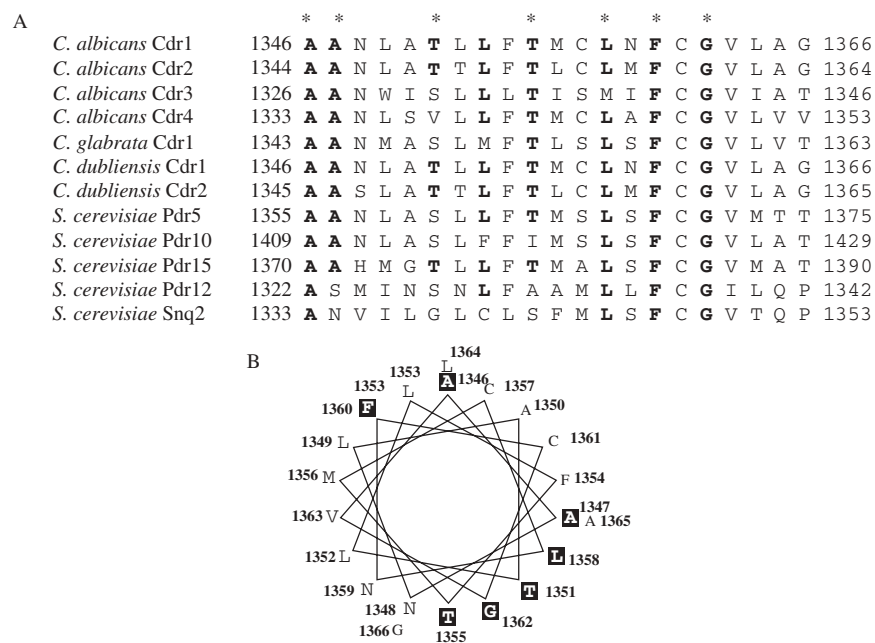 A * * * * * * *
C. albicans Cdr1 1346 A A N L A T L L F T M C L N F C G V L A G 1366
C. albicans Cdr2 1344 A A N L A T T L F T L C L M F C G V L A G 1364
C. albicans Cdr3 1326 A A N W I S L L L T I S M I F C G V I A T 1346
C. albicans Cdr4 1333 A A N L S V L L F T M C L A F C G V L V V 1353
C. glabrata Cdr1 1343 A A N M A S L M F T L S L S F C G V L V T 1363
C. dubliensis Cdr1 1346 A A N L A T L L F T M C L N F C G V L A G 1366
C. dubliensis Cdr2 1345 A A S L A T T L F T L C L M F C G V L A G 1365
S. cerevisiae Pdr5 1355 A A N L A S L L F T M S L S F C G V M T T 1375
S. cerevisiae Pdr10 1409 A A N L A S L F F I M S L S F C G V L A T 1429
S. cerevisiae Pdr15 1370 A A H M G T L L F T M A L S F C G V M A T 1390
S. cerevisiae Pdr12 1322 A S M I N S N L F A A M L L F C G I L Q P 1342
S. cerevisiae Snq2 1333 A N V I L G L C L S F M L S F C G V T Q P 1353
B
1364
L
1353 1353 A 1346 1357
L C
1360 F A 1350
1349 L C 1361
1356 M F 1354
1347
1363 V A A 1365
1352 L L 1358
1359 N T 1351
1348 N T G 1362
1366 G 1355